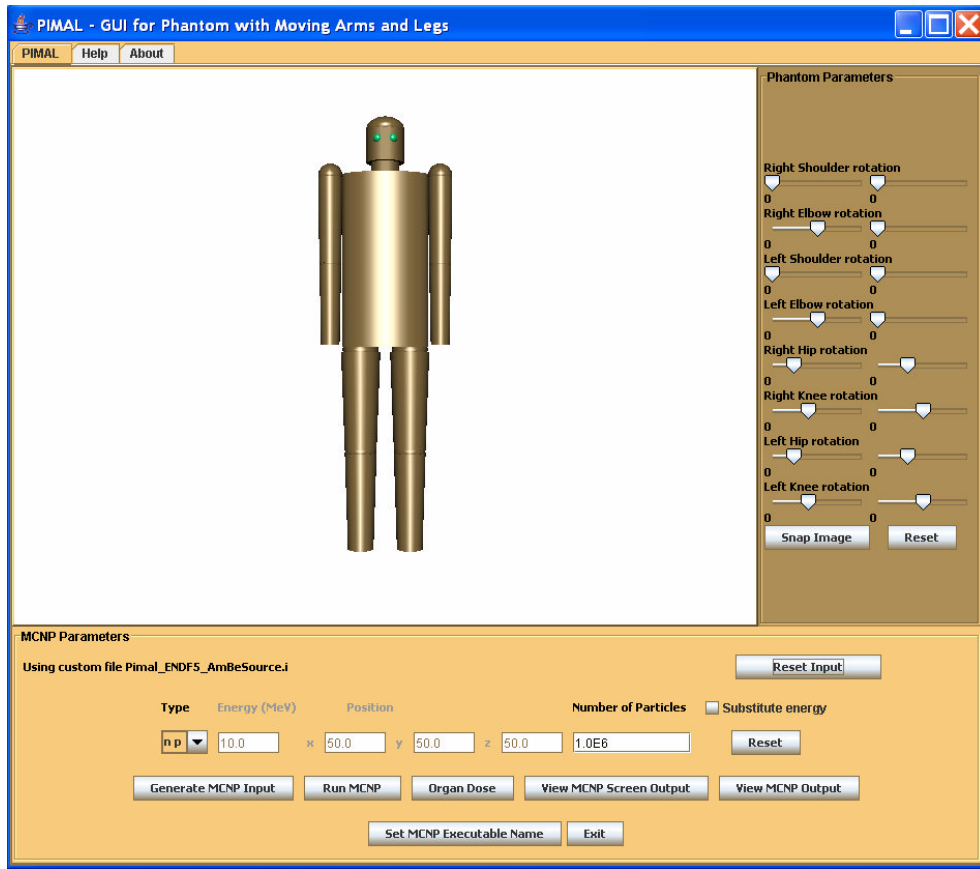 PIMAL - GUI for Phantom with Moving Arms and Legs
PIMAL Help About
Phantom Parameters
Right Shoulder rotation
0 0
Right Elbow rotation
0 0
Left Shoulder rotation
0 0
Left Elbow rotation
0 0
Right Hip rotation
0 0
Right Knee rotation
0 0
Left Hip rotation
0 0
Left Knee rotation
0 0
Snap Image Reset
MCNP Parameters
Using custom file Pimal_ENDF5_AmBeSource.i Reset Input
Type Energy (MeV) Position Number of Particles Substitute energy
n p 10.0 x 50.0 y 50.0 z 50.0 1.0E6 Reset
Generate MCNP Input Run MCNP Organ Dose View MCNP Screen Output View MCNP Output
Set MCNP Executable Name Exit